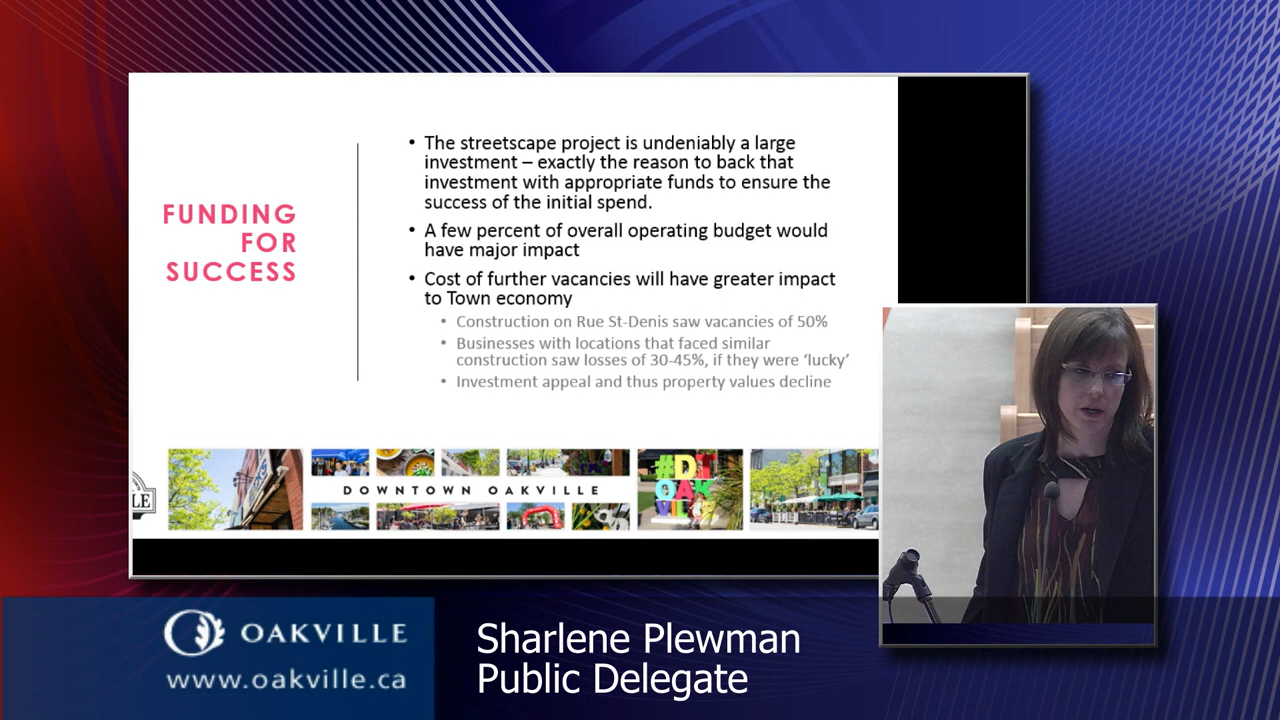 FUNDING
FOR
SUCCESS
• The streetscape project is undeniably a large
investment – exactly the reason to back that
investment with appropriate funds to ensure the
success of the initial spend.
• A few percent of overall operating budget would
have major impact
• Cost of further vacancies will have greater impact
to Town economy
• Construction on Rue St-Denis saw vacancies of 50%
• Businesses with locations that faced similar
construction saw losses of 30-45%, if they were ‘lucky’
• Investment appeal and thus property values decline
LE
DOWNTOWN OAKVILLE
#DT
OAK
VILLE
OAKVILLE
www.oakville.ca
Sharlene Plewman
Public Delegate